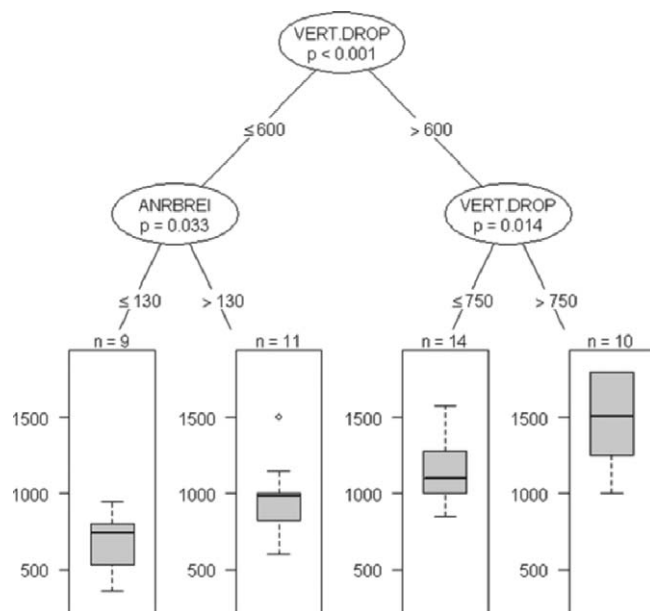 VERT.DROP
p < 0.001
≤ 600
> 600
ANRBREI
p = 0.033
VERT.DROP
p = 0.014
≤ 130
> 130
≤ 750
> 750
n = 9
n = 11
n = 14
n = 10
1500
1000
500
1500
1000
500
1500
1000
500
1500
1000
500